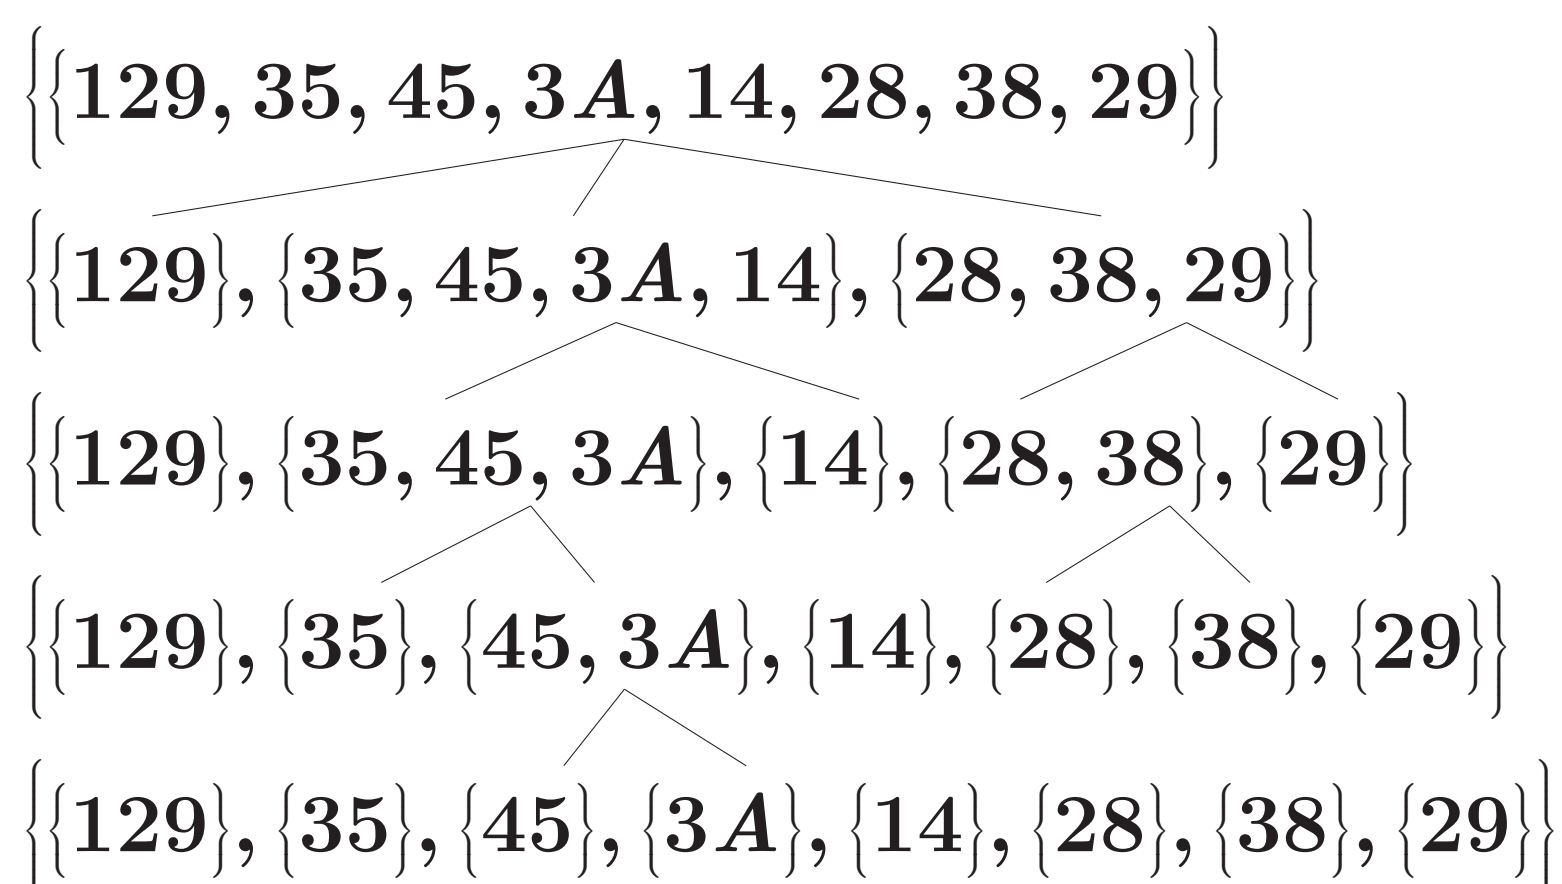 {{129, 35, 45, 3A, 14, 28, 38, 29}}
{{129}, {35, 45, 3A, 14}, {28, 38, 29}}
{{129}, {35, 45, 3A}, {14}, {28, 38}, {29}}
{{129}, {35}, {45, 3A}, {14}, {28}, {38}, {29}}
{{129}, {35}, {45}, {3A}, {14}, {28}, {38}, {29}}